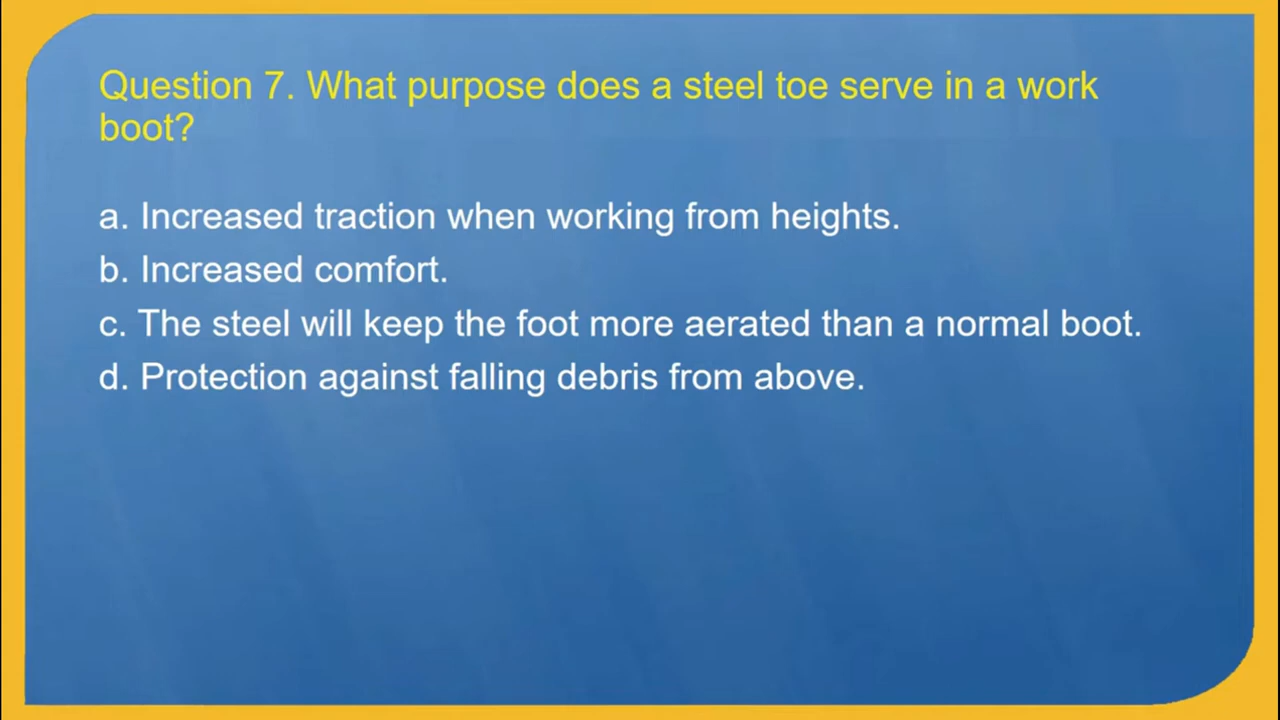 Question 7. What purpose does a steel toe serve in a work
boot?
a. Increased traction when working from heights.
b. Increased comfort.
c. The steel will keep the foot more aerated than a normal boot.
d. Protection against falling debris from above.